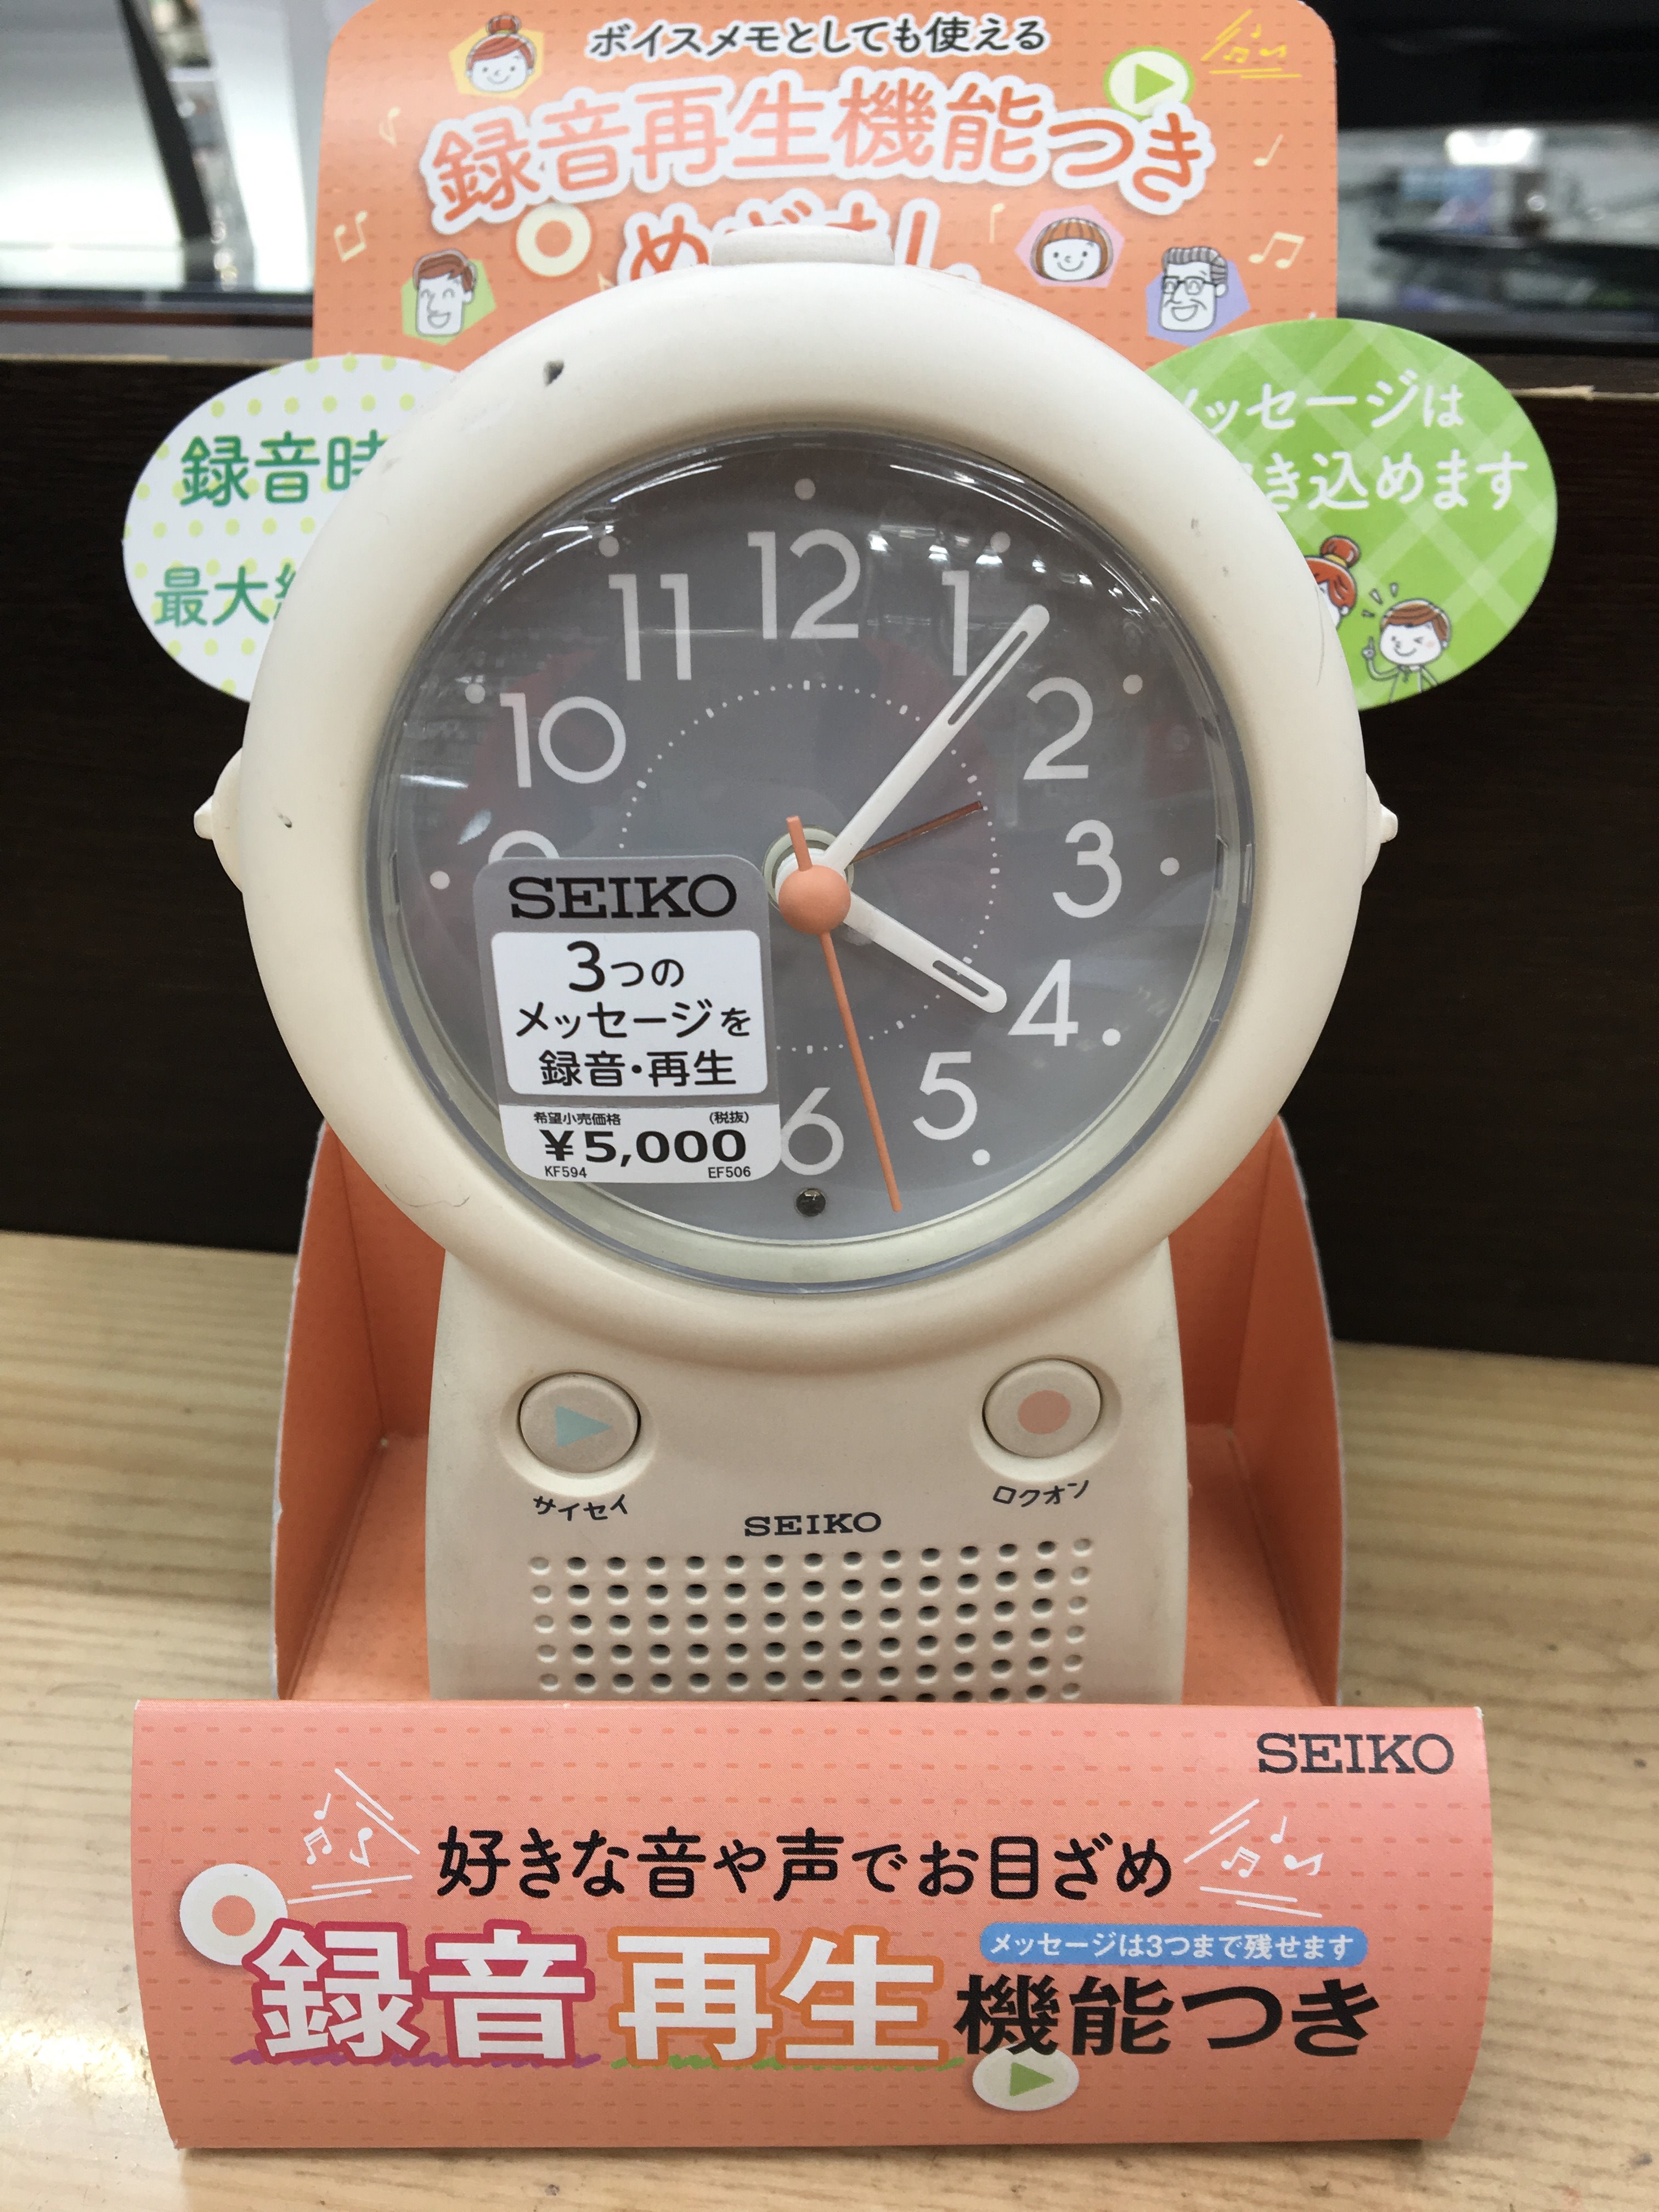 ボイスメモとしても使える
録音再生機能つき
めざまし
録音時
最大
メッセージは
き込めます
12
11
1
10
2
9
3
4
5
6
SEIKO
3つの
メッセージを
録音・再生
希望小売価格 (税抜)
¥5,000
KF594 EF506
サイセイ
ロクオン
SEIKO
SEIKO
好きな音や声でお目ざめ
メッセージは3つまで残せます
録音再生機能つき